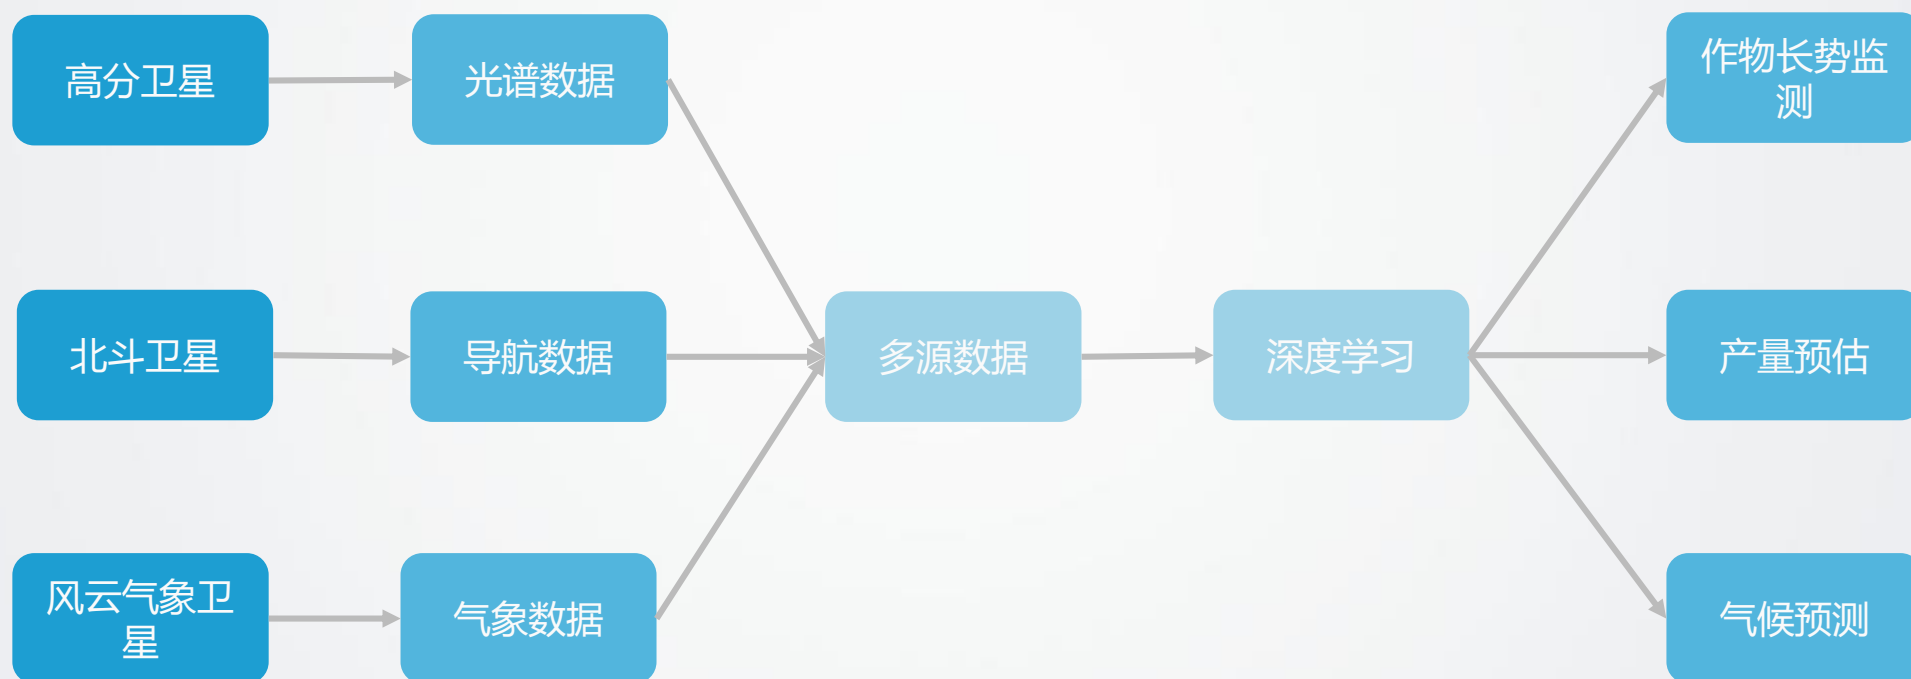 高分卫星
光谱数据
作物长势监
测
北斗卫星
导航数据
多源数据
深度学习
产量预估
风云气象卫
星
气象数据
气候预测